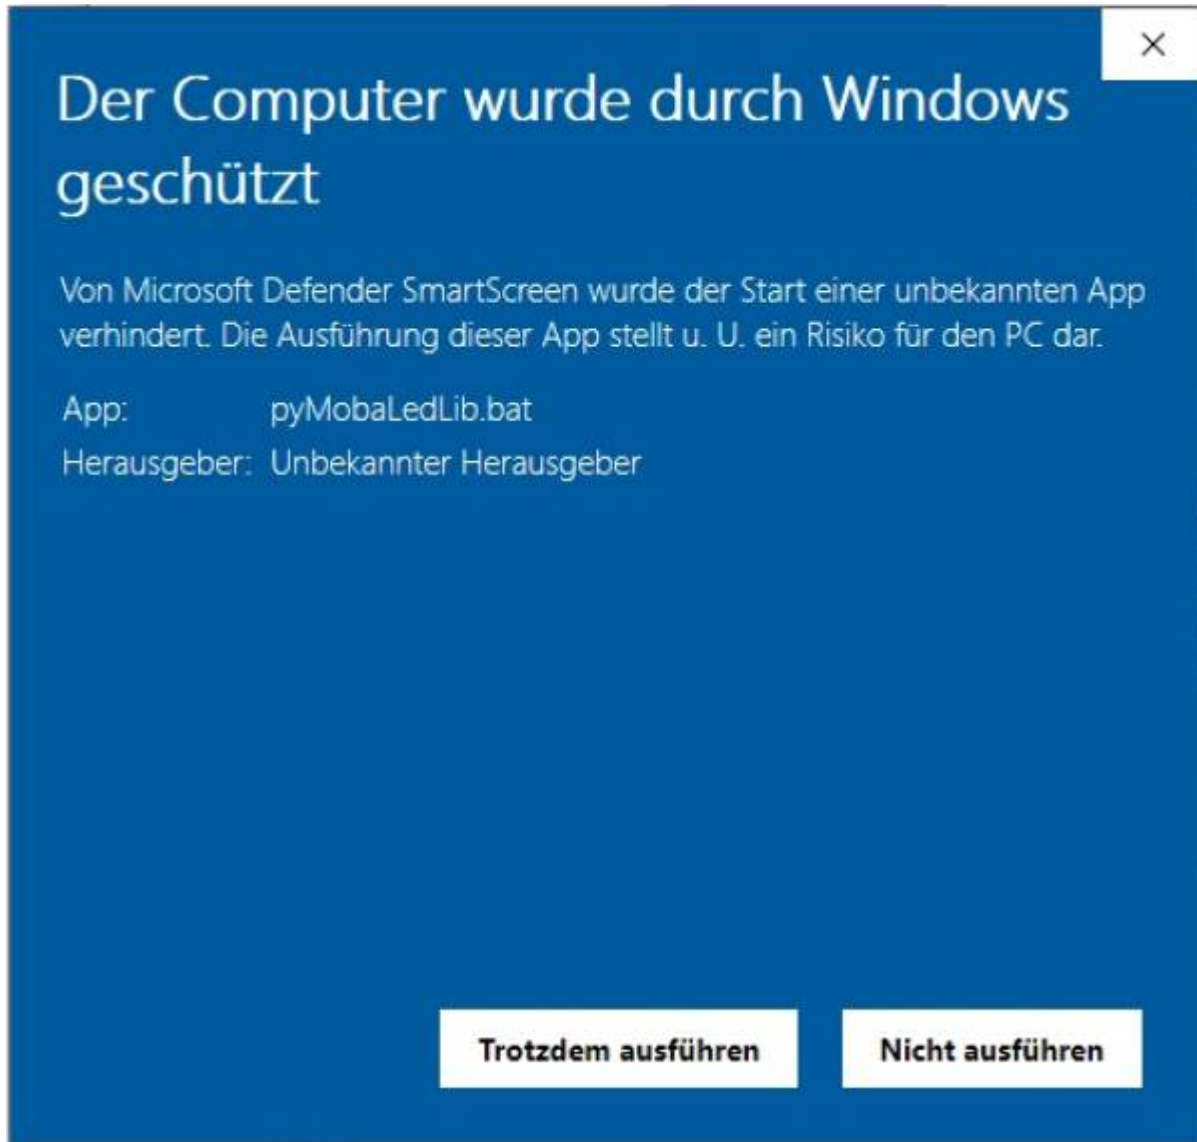 Der Computer wurde durch Windows
geschützt
Von Microsoft Defender SmartScreen wurde der Start einer unbekannten App
verhindert. Die Ausführung dieser App stellt u. U. ein Risiko für den PC dar.
App: pyMobaLedLib.bat
Herausgeber: Unbekannter Herausgeber
Trotzdem ausführen Nicht ausführen